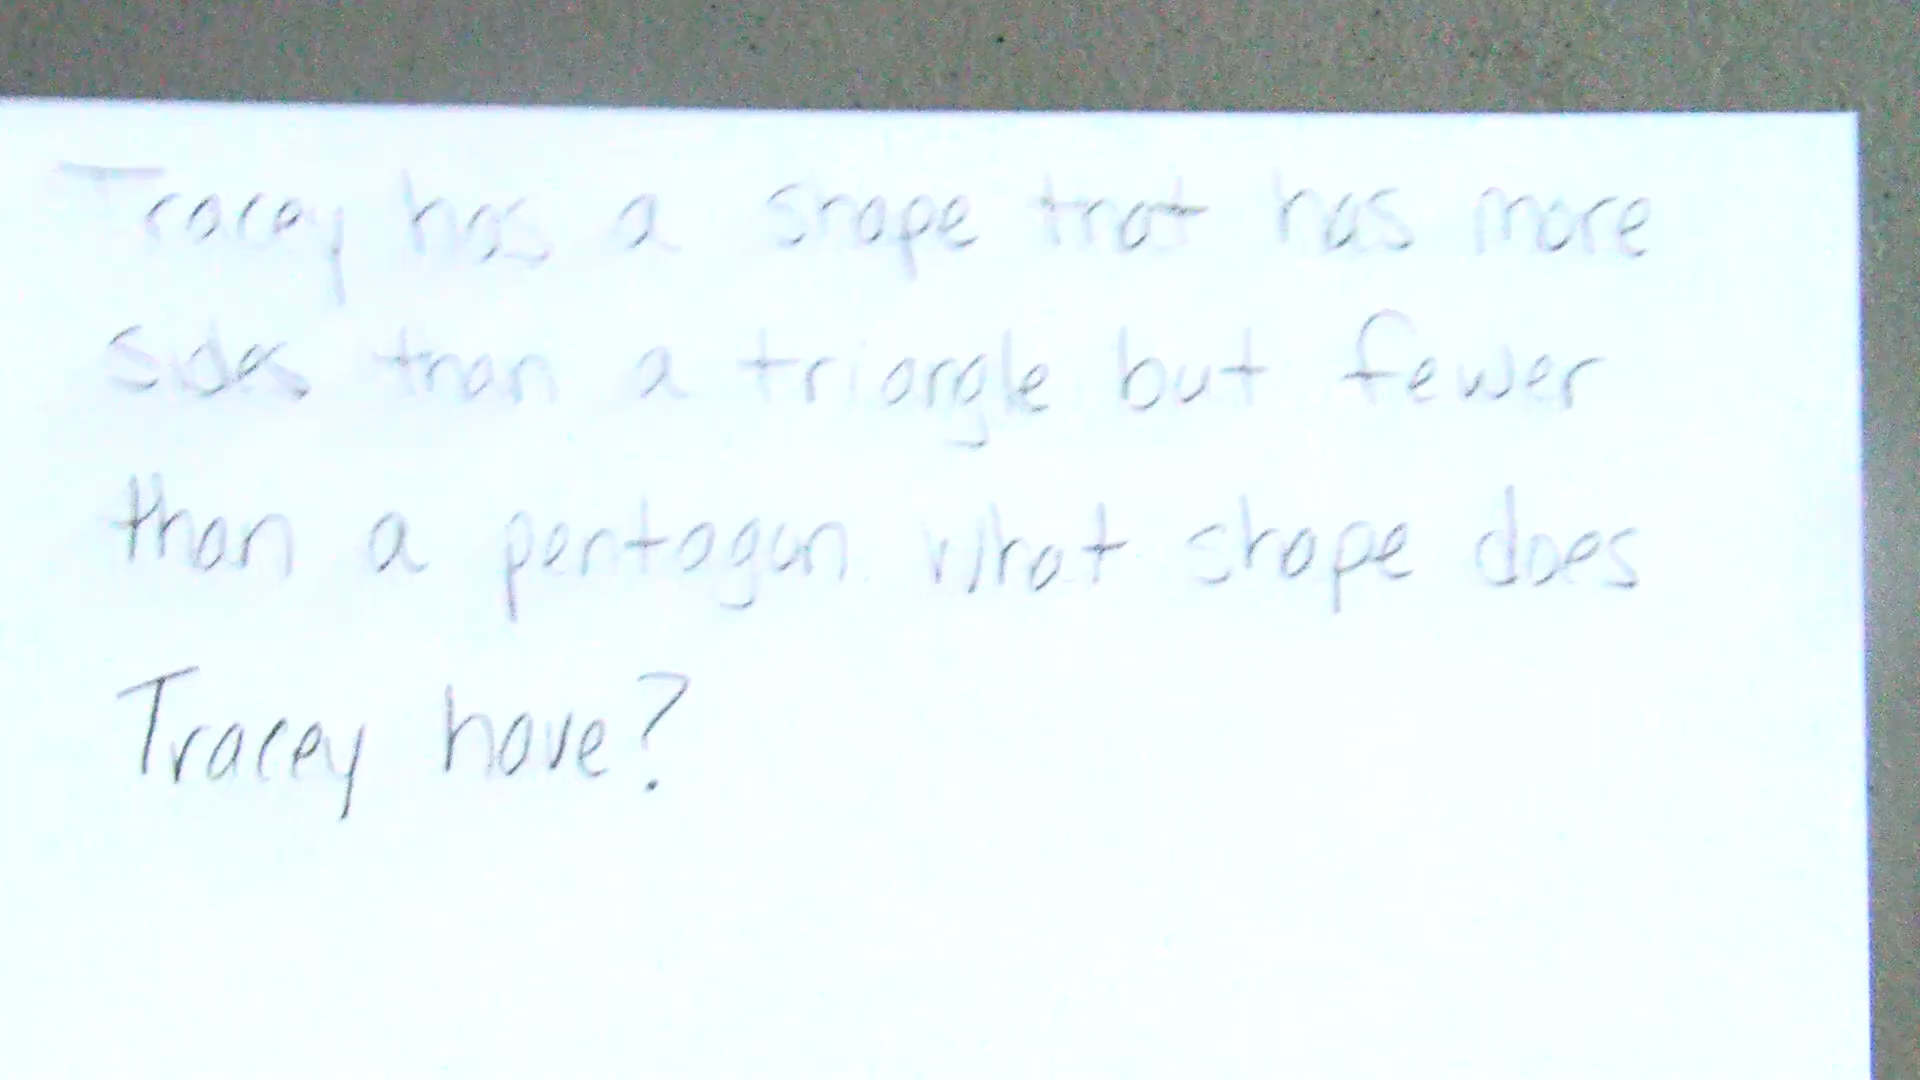 Tracey has a shape that has more
sides than a triangle but fewer
than a pentagon. What shape does
Tracey have?